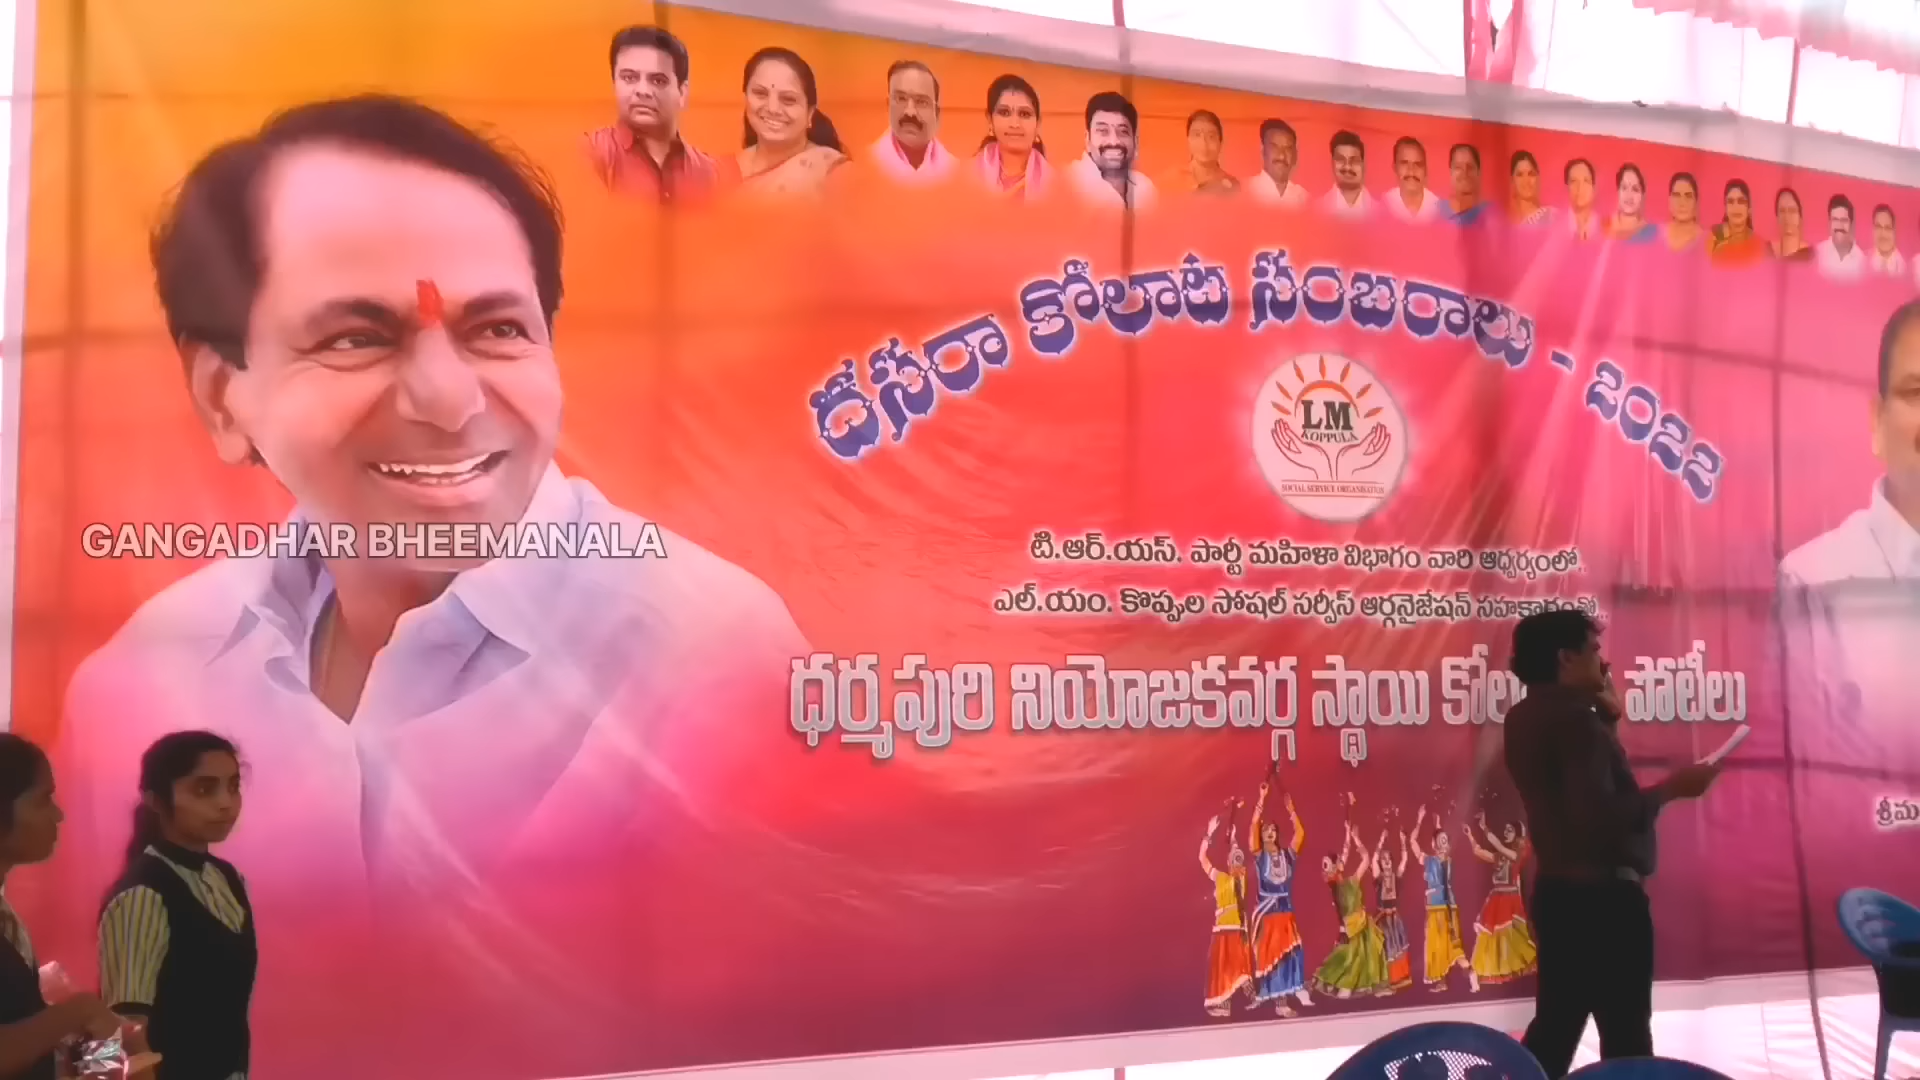 దసరా కోలాట సంబరాలు - 2022
LM
KOPPULA
SOCIAL SERVICE ORGANISATION
టి.ఆర్.యస్. పార్టీ మహిళా విభాగం వారి ఆధ్వర్యంలో..
ఎల్.యం. కొప్పుల సోషల్ సర్వీస్ ఆర్గనైజేషన్ సహకారంతో..
ధర్మపురి నియోజకవర్గ స్థాయి పోటీలు
GANGADHAR BHEEMANALA